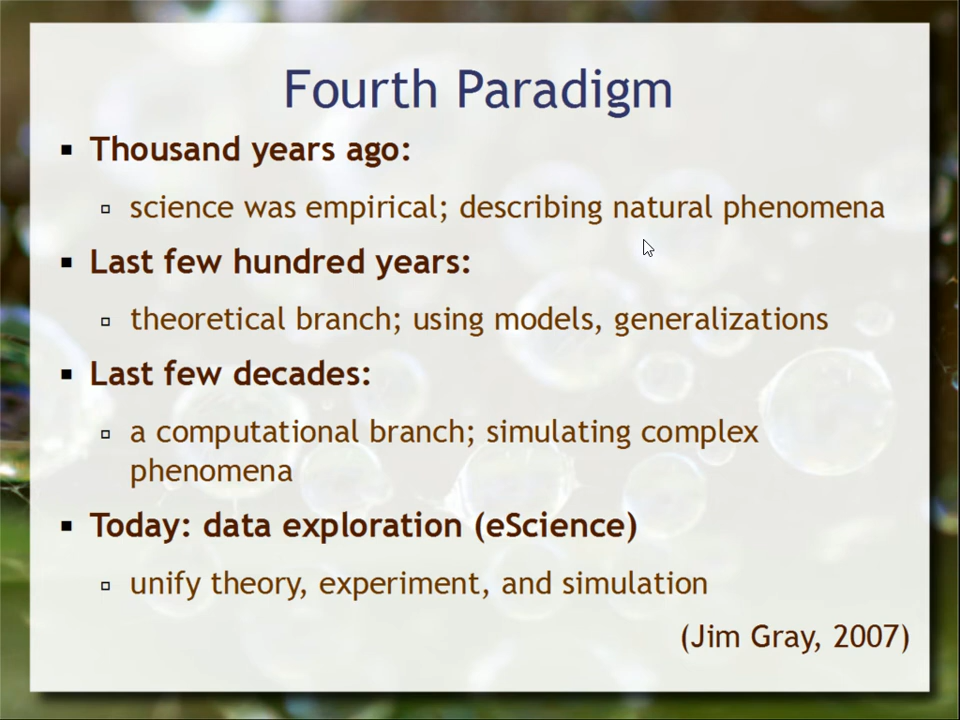 Fourth Paradigm
Thousand years ago:
science was empirical; describing natural phenomena
Last few hundred years:
theoretical branch; using models, generalizations
Last few decades:
a computational branch; simulating complex
phenomena
Today: data exploration (eScience)
unify theory, experiment, and simulation
(Jim Gray, 2007)